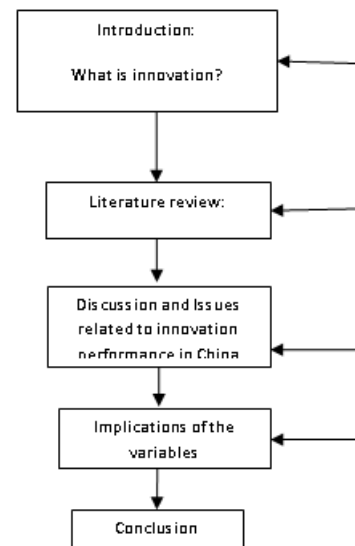 Introduction:
What is innovation?
Literature review:
Discussion and Issues
related to innovation
performance in China
Implications of the
variables
Conclusion